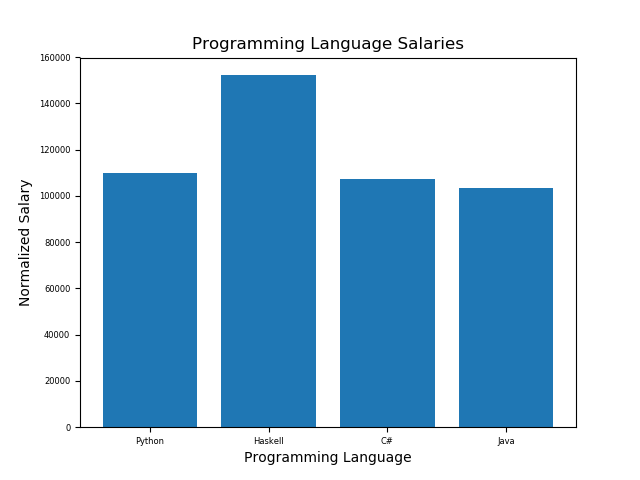 Programming Language Salaries
160000
140000
120000
100000
80000
60000
40000
20000
0
Normalized Salary
Python Haskell C# Java
Programming Language